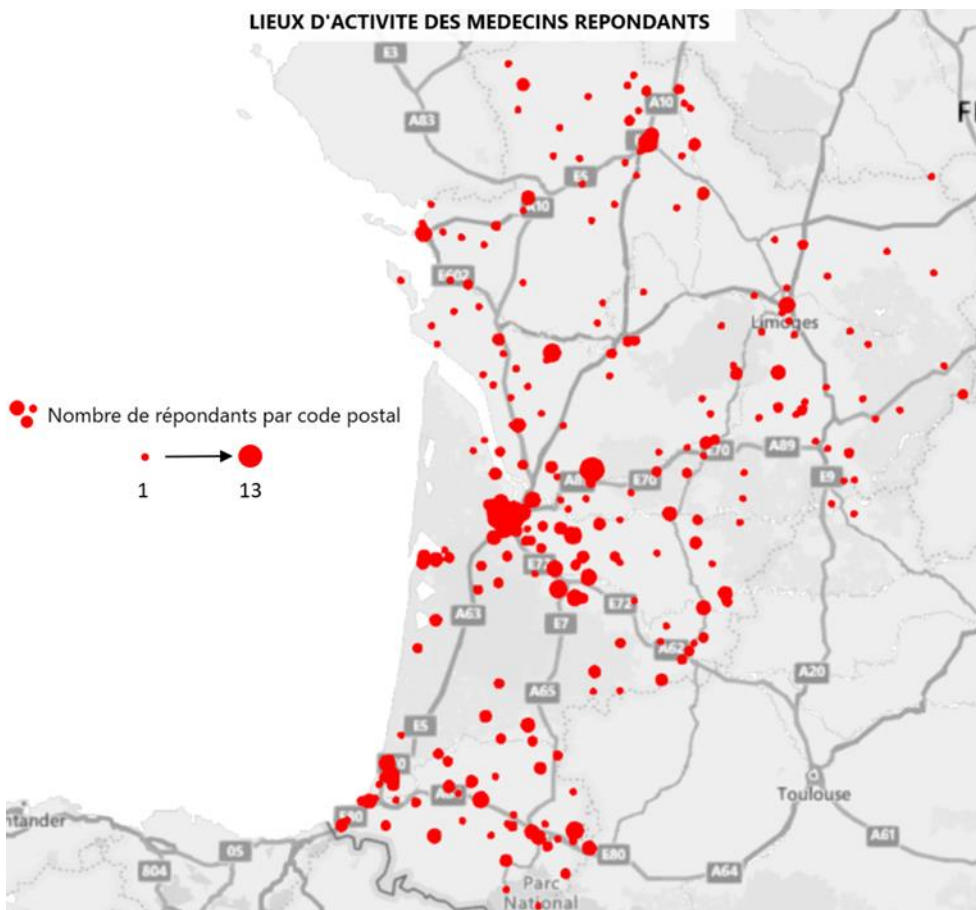 LIEUX D'ACTIVITE DES MEDECINS REPONDANTS
E3
A10
A83
E5
A10
E602
Limoges
Nombre de répondants par code postal
1
13
E70
A89
E70
E9
E72
E72
A63
E7
A62
A20
A65
E5
Toulouse
E80
A61
05
E80
804
A64
Parc
National